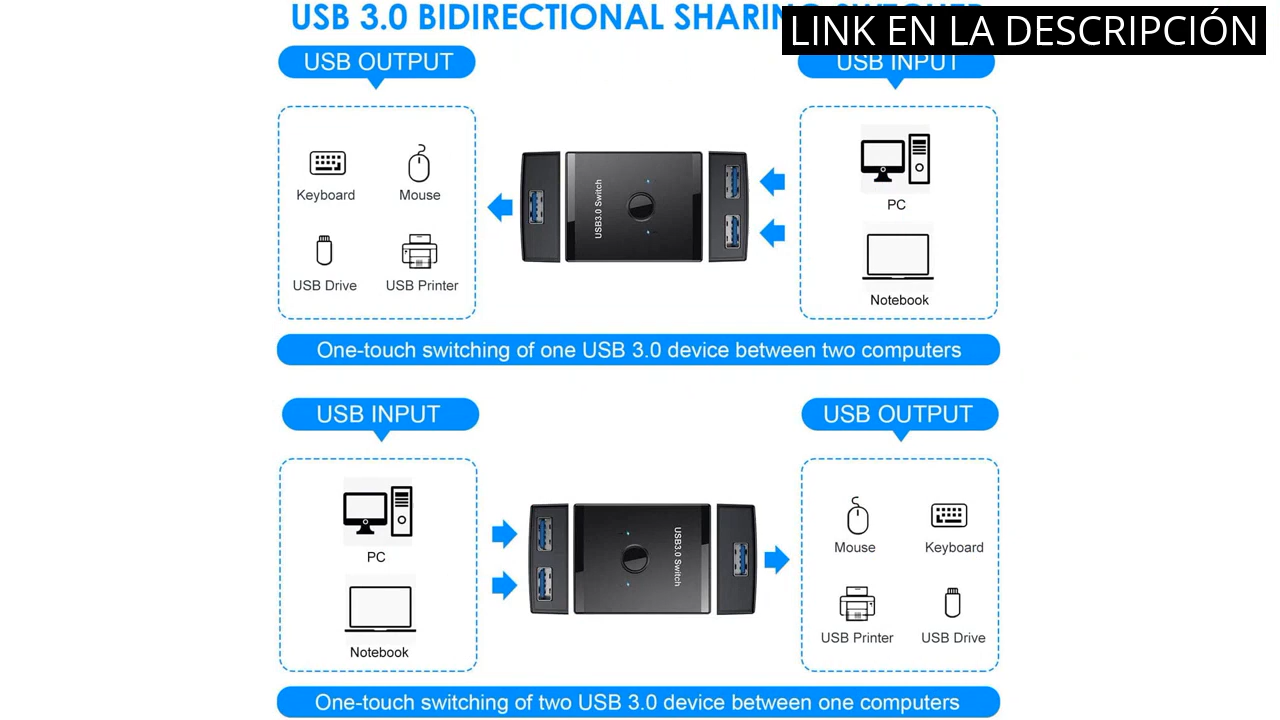 USB 3.0 BIDIRECTIONAL SHARING SWITCHER
LINK EN LA DESCRIPCIÓN
USB OUTPUT
USB INPUT
Keyboard
Mouse
USB Drive
USB Printer
USB3.0 Switch
PC
Notebook
One-touch switching of one USB 3.0 device between two computers
USB INPUT
USB OUTPUT
PC
Notebook
USB3.0 Switch
Mouse
Keyboard
USB Printer
USB Drive
One-touch switching of two USB 3.0 device between one computers